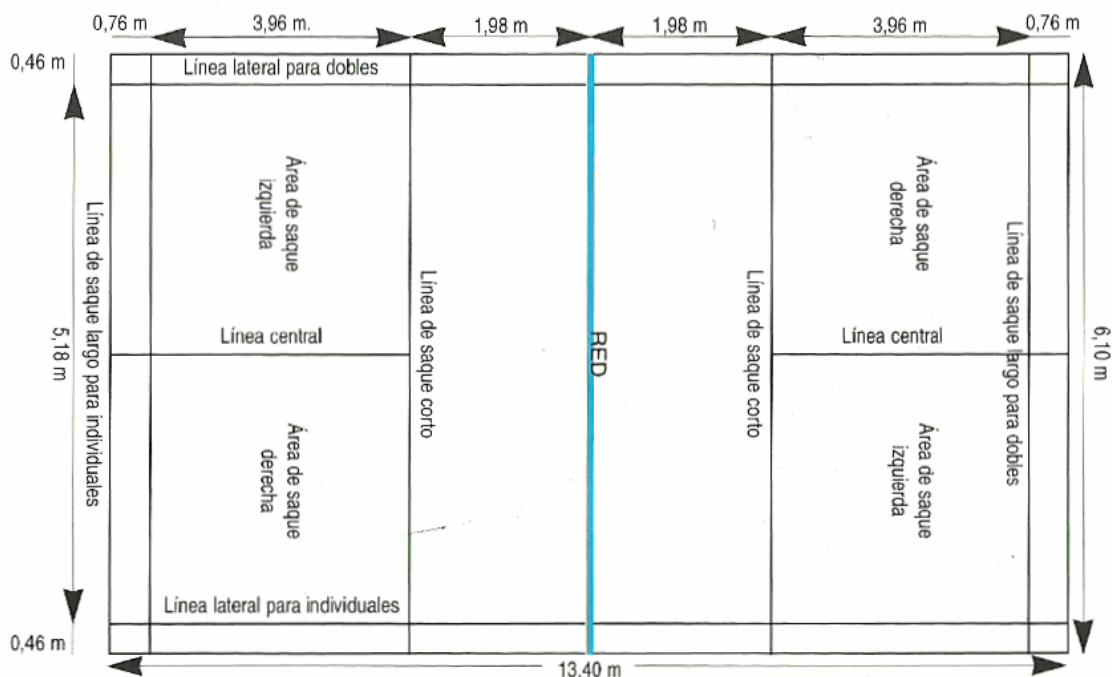 0,76 m
3,96 m.
1,98 m
1,98 m
3,96 m
0,76 m
0,46 m
Línea lateral para dobles
Área de saque
izquierda
Área de saque
derecha
Línea de saque largo para individuales
5,18 m
Línea de saque corto
RED
Línea de saque corto
Línea de saque largo para dobles
6,10 m
Línea central
Línea central
Área de saque
derecha
Área de saque
izquierda
Línea lateral para individuales
0,46 m
13.40 m